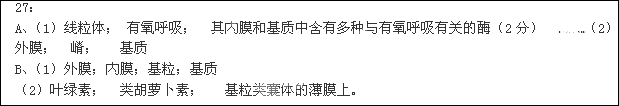 27:
A、(1)线粒体; 有氧呼吸; 其内膜和基质中含有多种与有氧呼吸有关的酶(2分) ………(2)
外膜; 嵴; 基质
B、(1)外膜;内膜;基粒;基质
(2)叶绿素; 类胡萝卜素; 基粒类囊体的薄膜上。